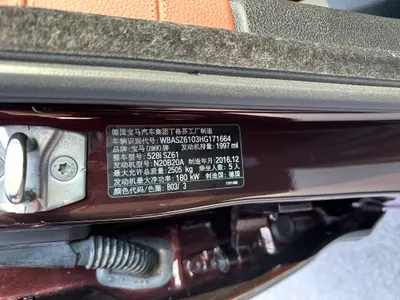 德国宝马汽车集团丁格芬工厂制造
车辆识别代号: WBASZ6103HG171664
品牌: 宝马(BMW)牌 发动机排量: 1997 ml
整车型号: 528i SZ61
发动机型号: N20B20A 制造年月: 2016.12
最大允许总质量: 2505 kg 乘坐人数: 5 人
发动机最大净功率: 180 kW 制造国: 德国
颜色代码/色墨: B03/ 3